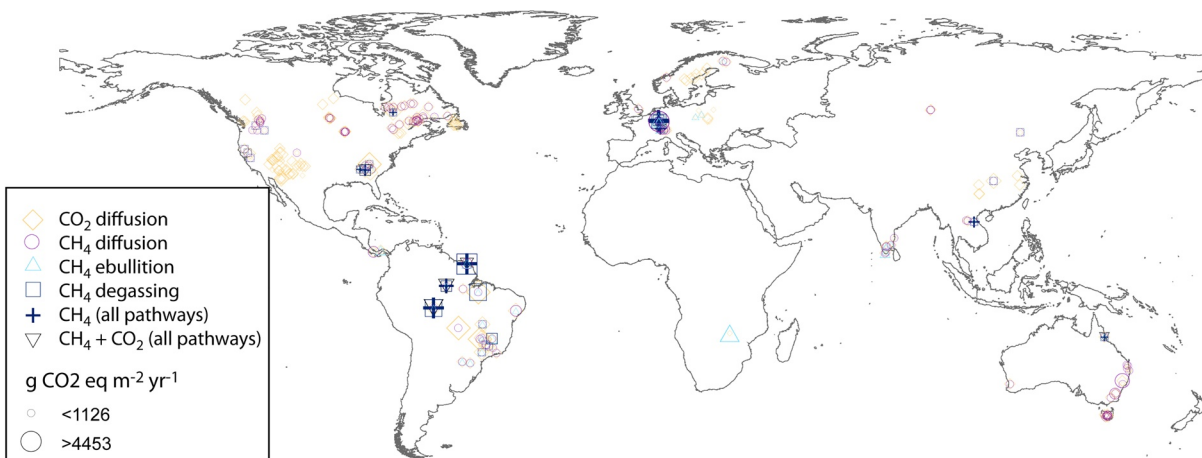 CO₂ diffusion
CH₄ diffusion
CH₄ ebullition
CH₄ degassing
CH₄ (all pathways)
CH₄ + CO₂ (all pathways)
g CO2 eq m⁻² yr⁻¹
<1126
>4453